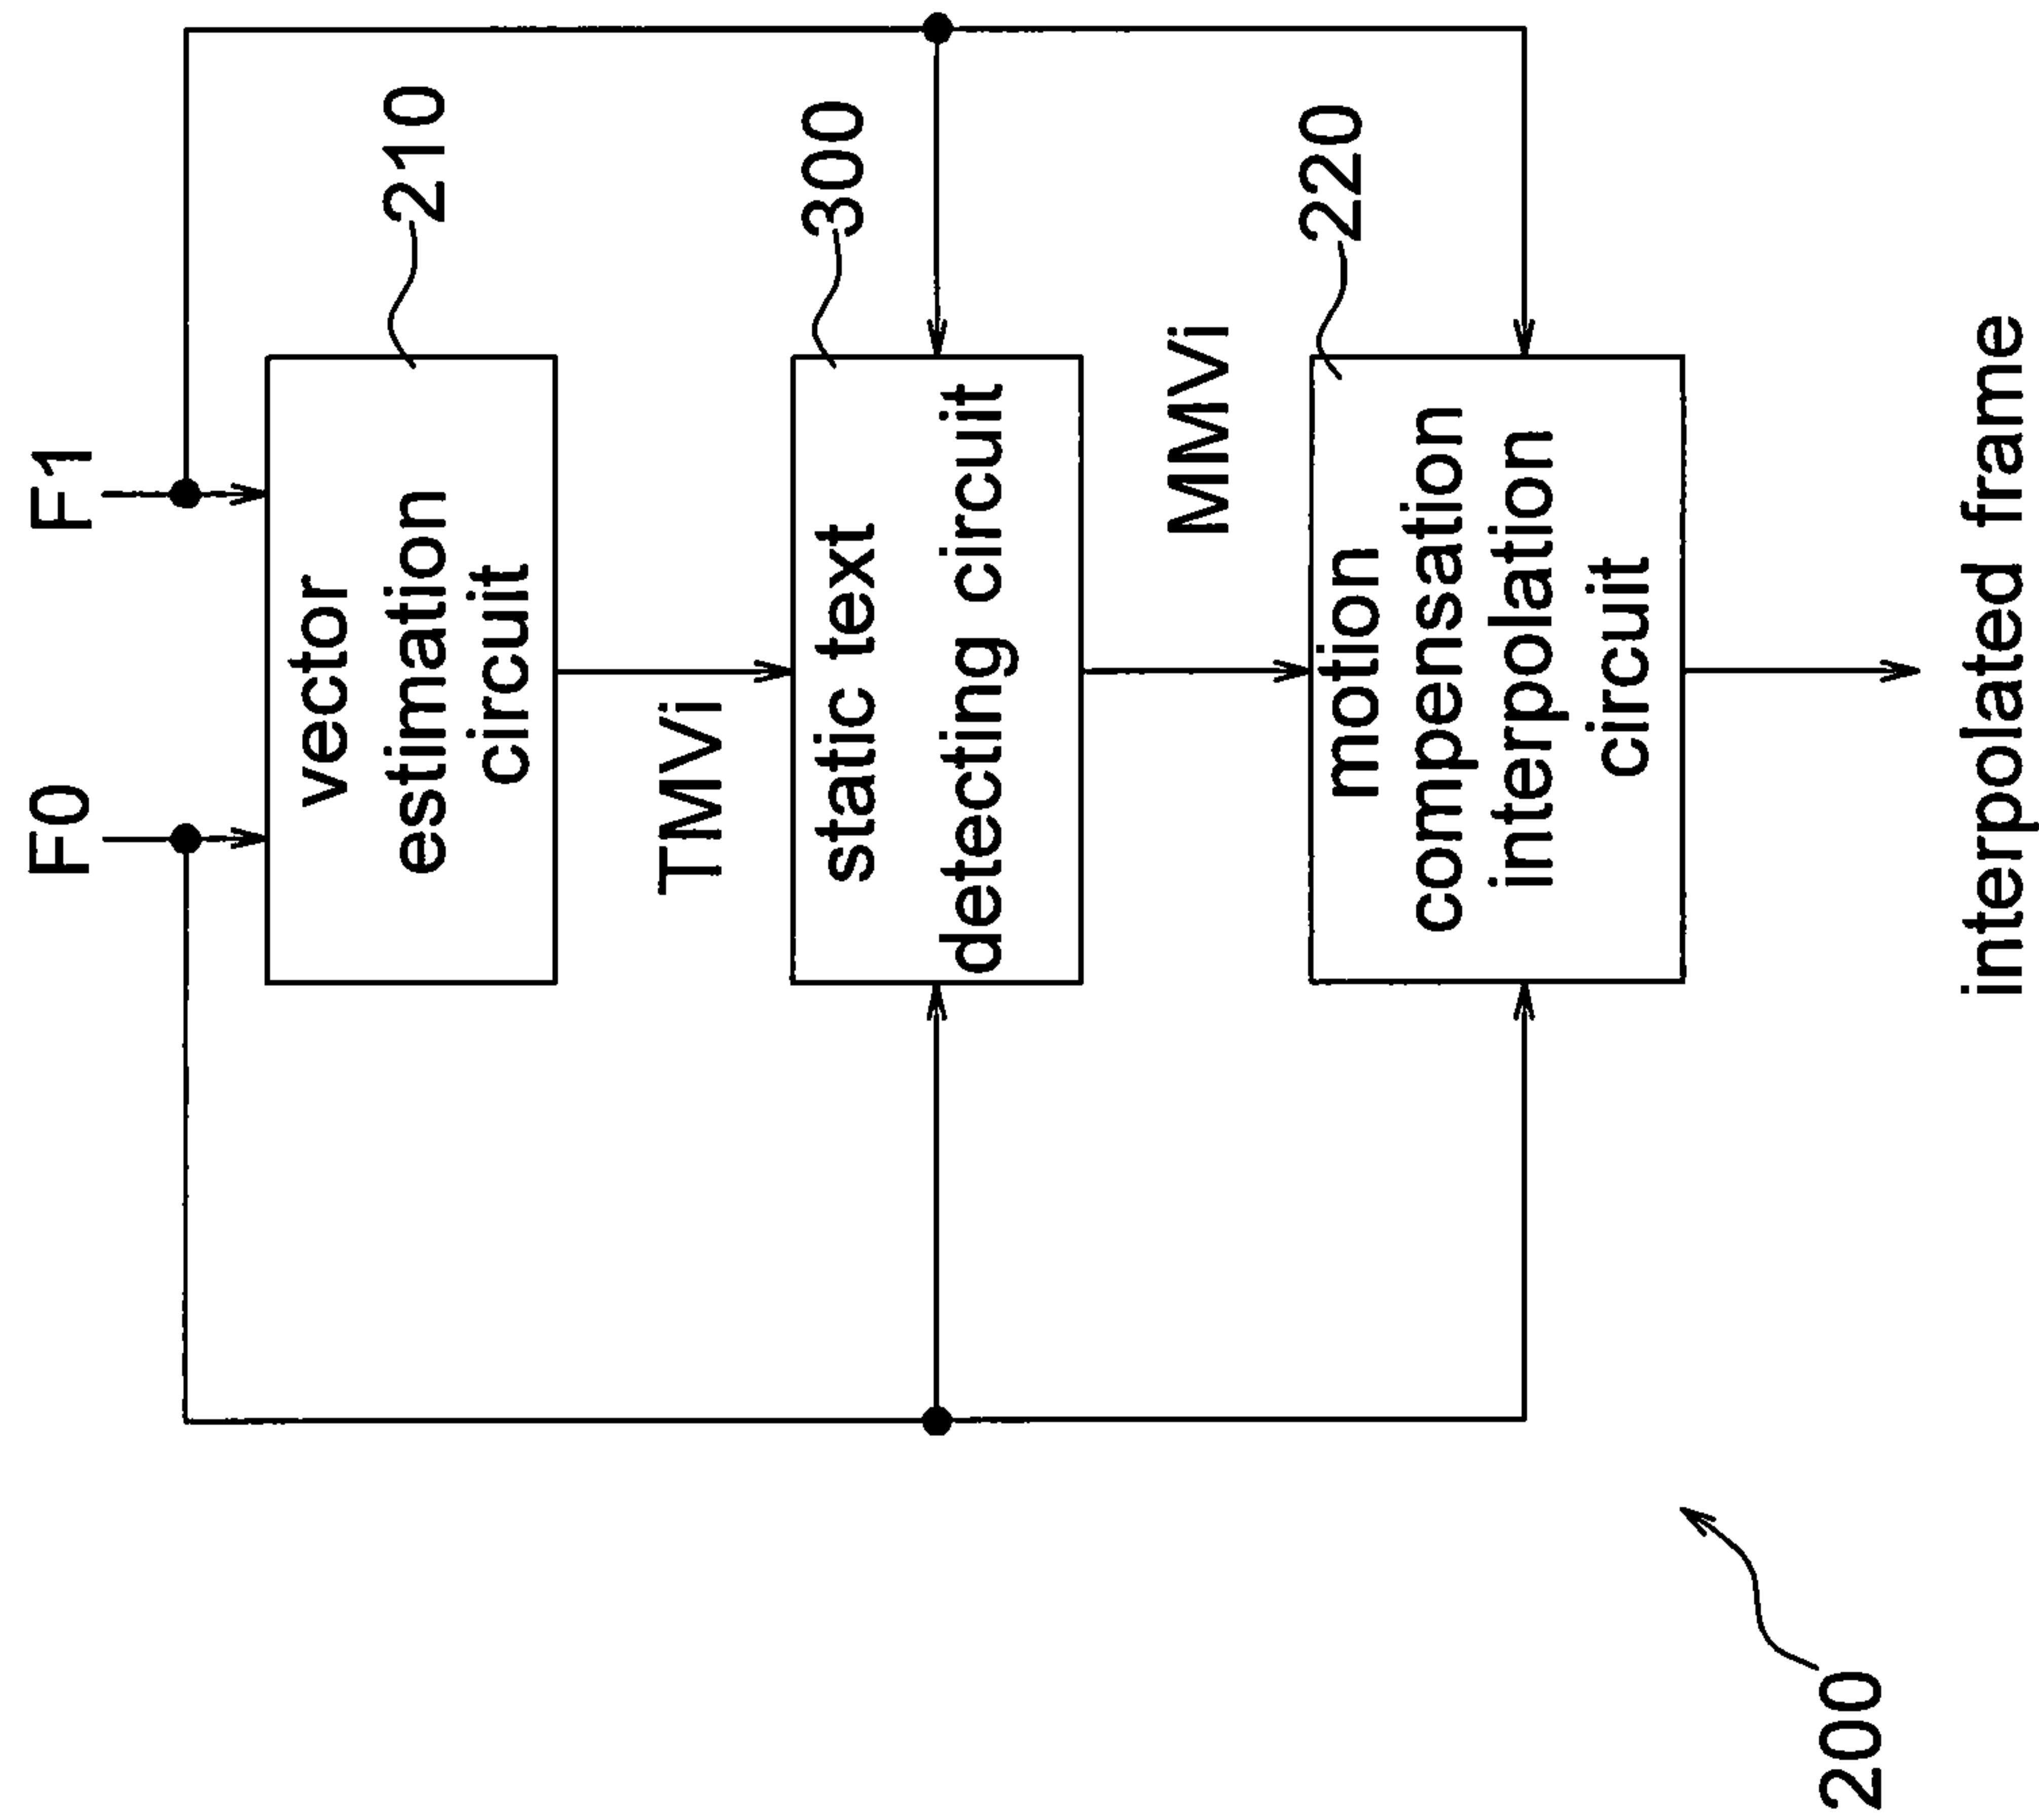 F0
F1
vector
estimation
circuit
210
TMVi
static text
detecting circuit
300
MMVi
motion
compensation
interpolation
circuit
220
interpolated frame
200